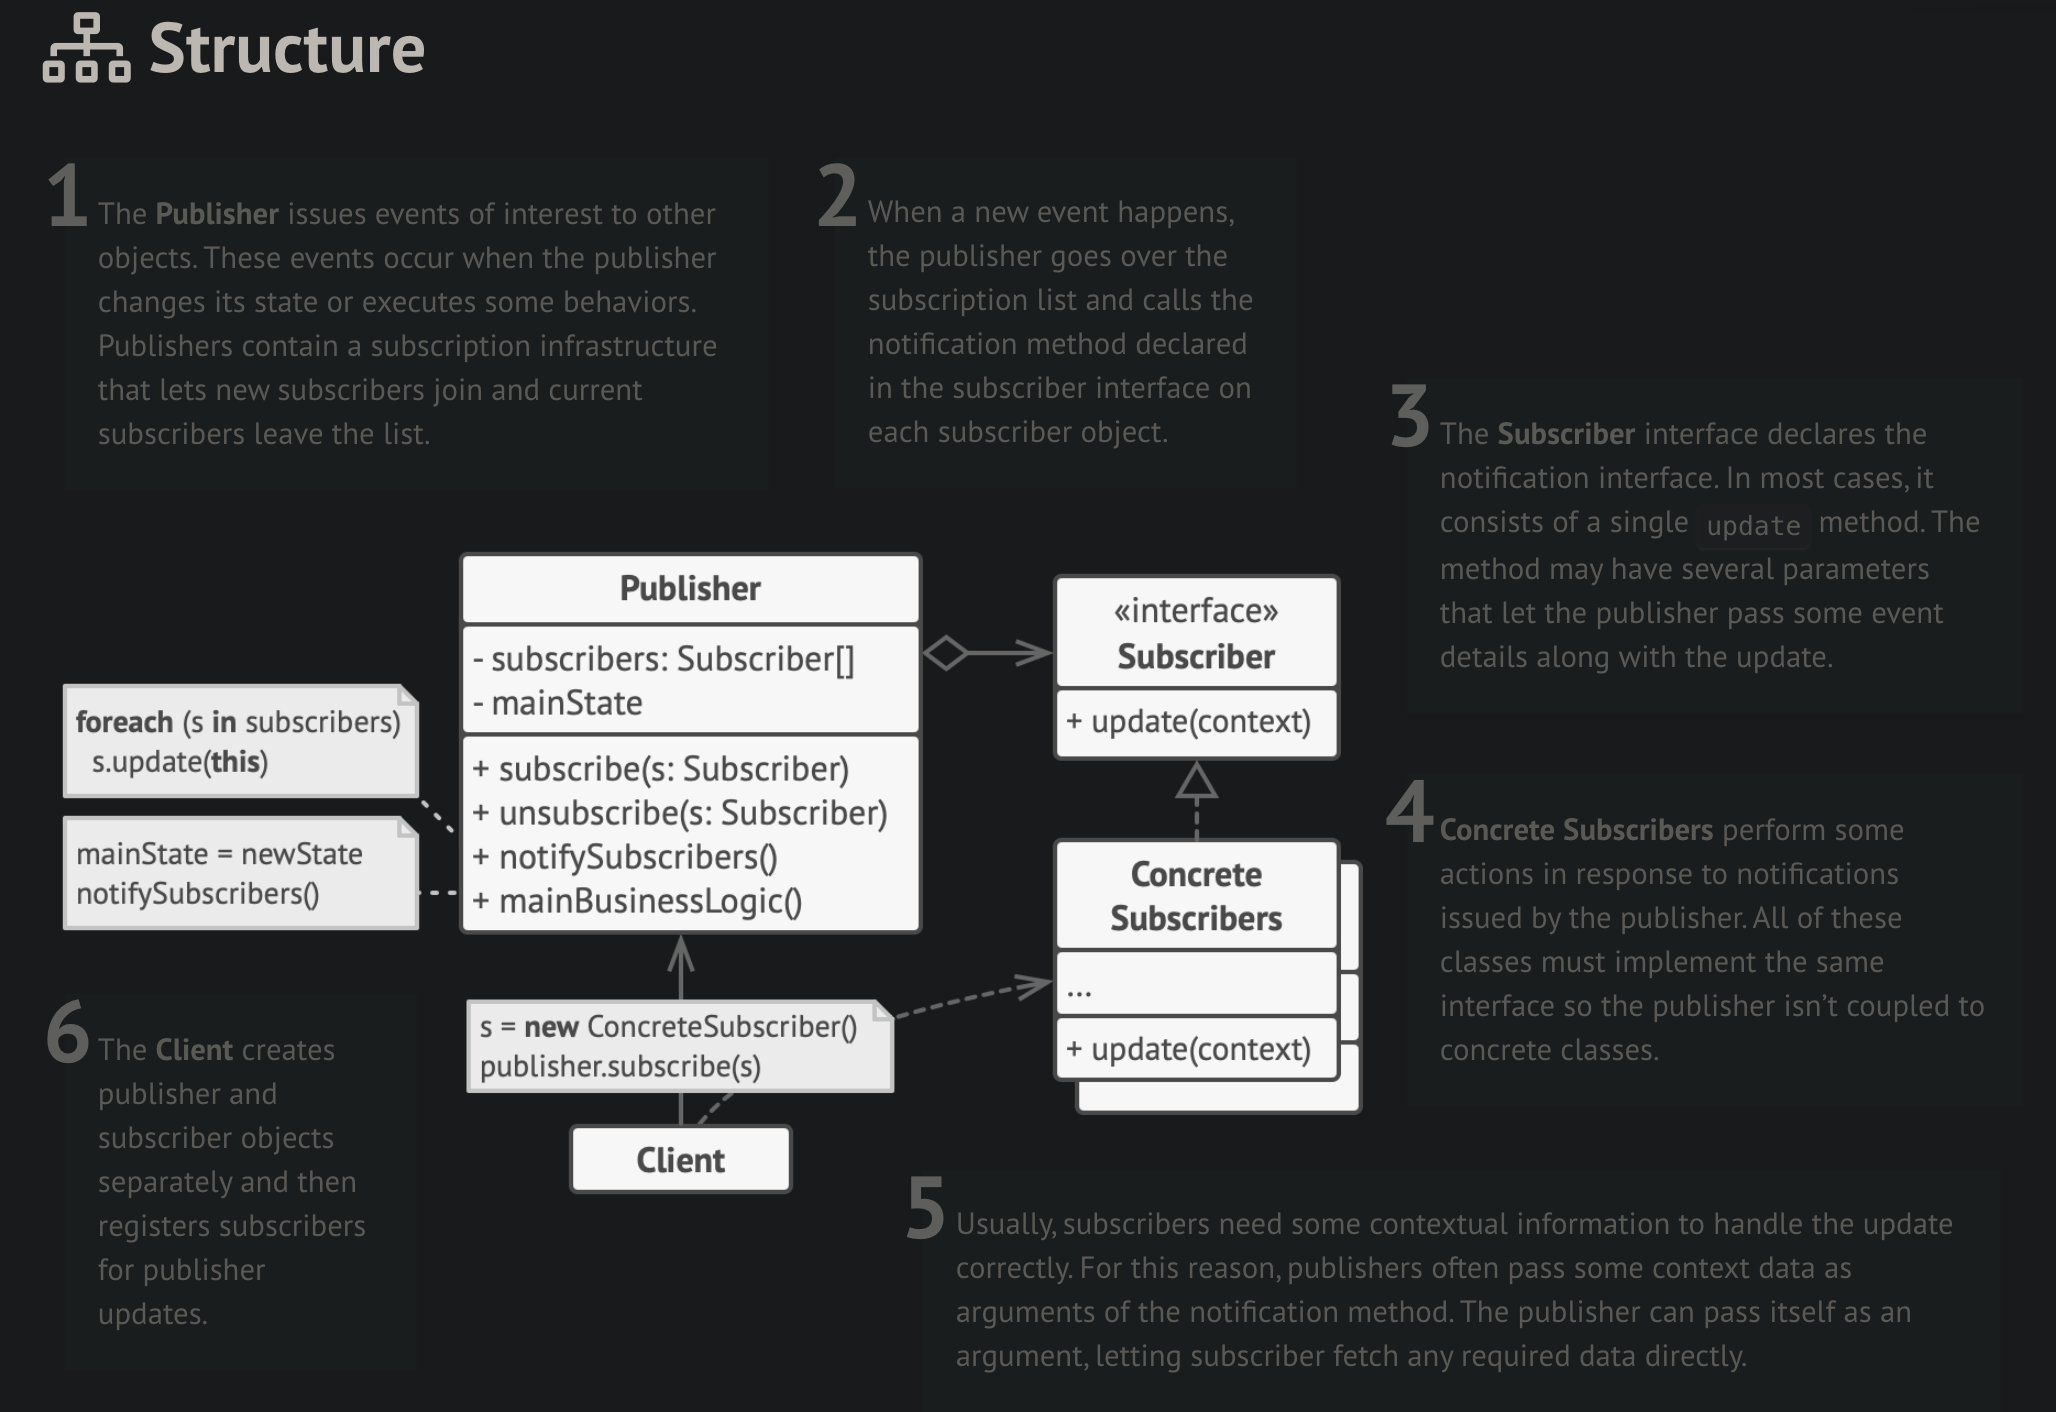 Structure
1
The Publisher issues events of interest to other
objects. These events occur when the publisher
changes its state or executes some behaviors.
Publishers contain a subscription infrastructure
that lets new subscribers join and current
subscribers leave the list.
2
When a new event happens,
the publisher goes over the
subscription list and calls the
notification method declared
in the subscriber interface on
each subscriber object.
3
The Subscriber interface declares the
notification interface. In most cases, it
consists of a single update method. The
method may have several parameters
that let the publisher pass some event
details along with the update.
Publisher
- subscribers: Subscriber[]
- mainState
+ subscribe(s: Subscriber)
+ unsubscribe(s: Subscriber)
+ notifySubscribers()
+ mainBusinessLogic()
«interface»
Subscriber
+ update(context)
foreach (s in subscribers)
s.update(this)
mainState = newState
notifySubscribers()
4
Concrete Subscribers perform some
actions in response to notifications
issued by the publisher. All of these
classes must implement the same
interface so the publisher isn't coupled to
concrete classes.
Concrete
Subscribers
...
+ update(context)
s = new ConcreteSubscriber()
publisher.subscribe(s)
Client
6
The Client creates
publisher and
subscriber objects
separately and then
registers subscribers
for publisher
updates.
5
Usually, subscribers need some contextual information to handle the update
correctly. For this reason, publishers often pass some context data as
arguments of the notification method. The publisher can pass itself as an
argument, letting subscriber fetch any required data directly.